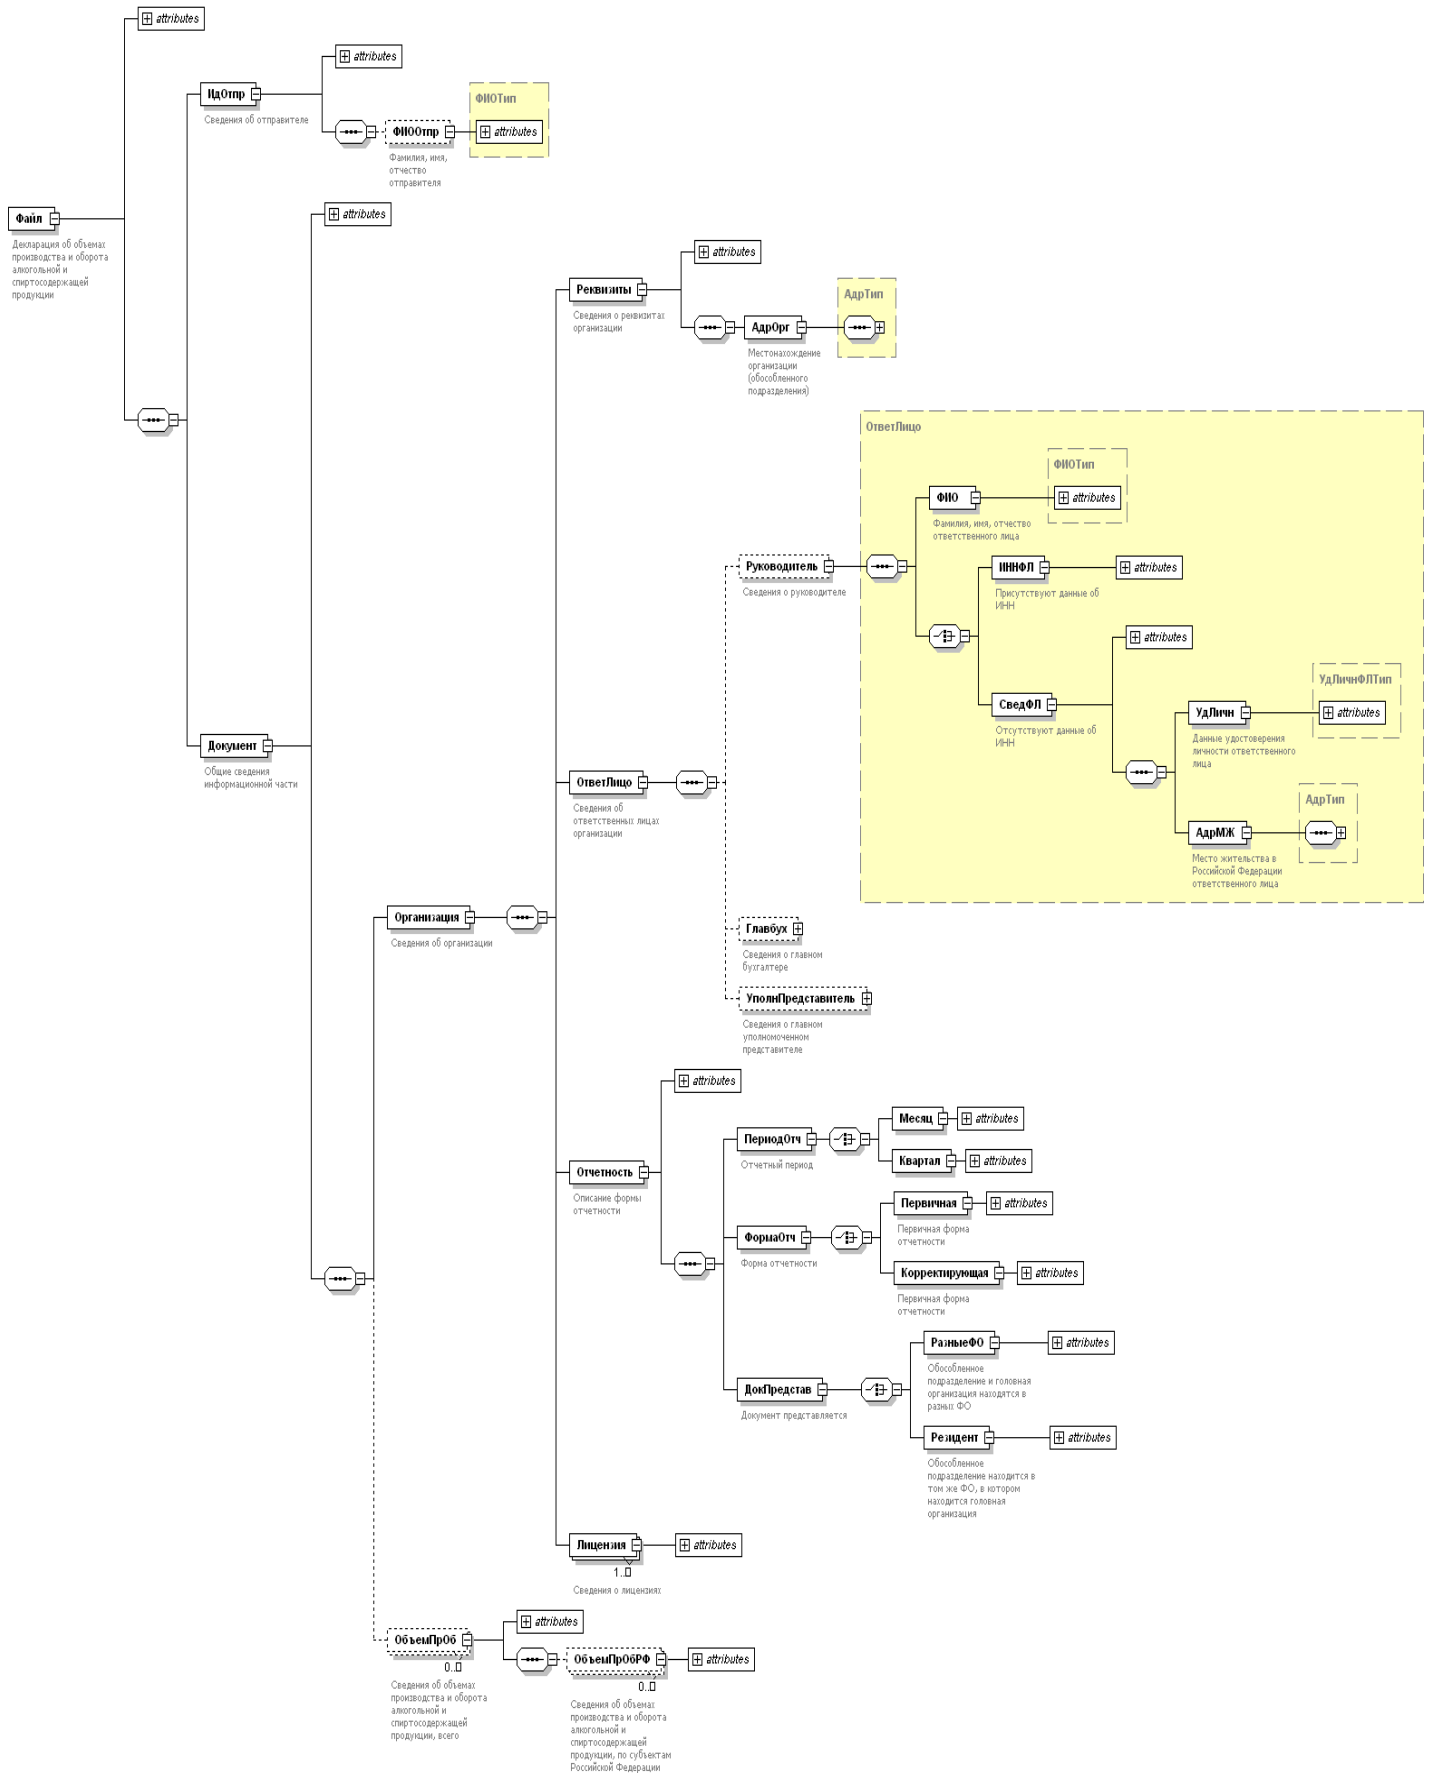 attributes
attributes
ИдОтпр
Сведения об отправителе
ФИОТип
ФИООтпр
attributes
Фамилия, имя,
отчество
отправителя
Файл
Декларация об объемах
производства и оборота
алкогольной и
спиртосодержащей
продукции
attributes
attributes
Реквизиты
Сведения о реквизитах
организации
АдрТип
АдрОрг
Местонахождение
организации
(обособленного
подразделения)
ОтветЛицо
ФИОТип
ФИО
attributes
Фамилия, имя, отчество
ответственного лица
Руководитель
Сведения о руководителе
ИННФЛ
attributes
Присутствуют данные об
ИНН
attributes
СведФЛ
Отсутствуют данные об
ИНН
УдЛичнФЛТип
УдЛичн
attributes
Данные удостоверения
личности ответственного
лица
АдрТип
АдрМЖ
Место жительства в
Российской Федерации
ответственного лица
Документ
Общие сведения
информационной части
ОтветЛицо
Сведения об
ответственных лицах
организации
Организация
Сведения об организации
Главбух
Сведения о главном
бухгалтере
УполнПредставитель
Сведения о главном
уполномоченном
представителе
attributes
Отчетность
Описание формы
отчетности
ПериодОтч
Отчетный период
Месяц
attributes
Квартал
attributes
ФормаОтч
Форма отчетности
Первичная
attributes
Первичная форма
отчетности
Корректирующая
attributes
Первичная форма
отчетности
ДокПредстав
Документ представляется
РазныеФО
attributes
Обособленное
подразделение и головная
организация находятся в
разных ФО
Резидент
attributes
Обособленное
подразделение находится в
том же ФО, в котором
находится головная
организация
Лицензия
attributes
1..
Сведения о лицензиях
ОбъемПрОб
attributes
0..
Сведения об объемах
производства и оборота
алкогольной и
спиртосодержащей
продукции, всего
ОбъемПрОбРФ
attributes
0..
Сведения об объемах
производства и оборота
алкогольной и
спиртосодержащей
продукции, по субъектам
Российской Федерации